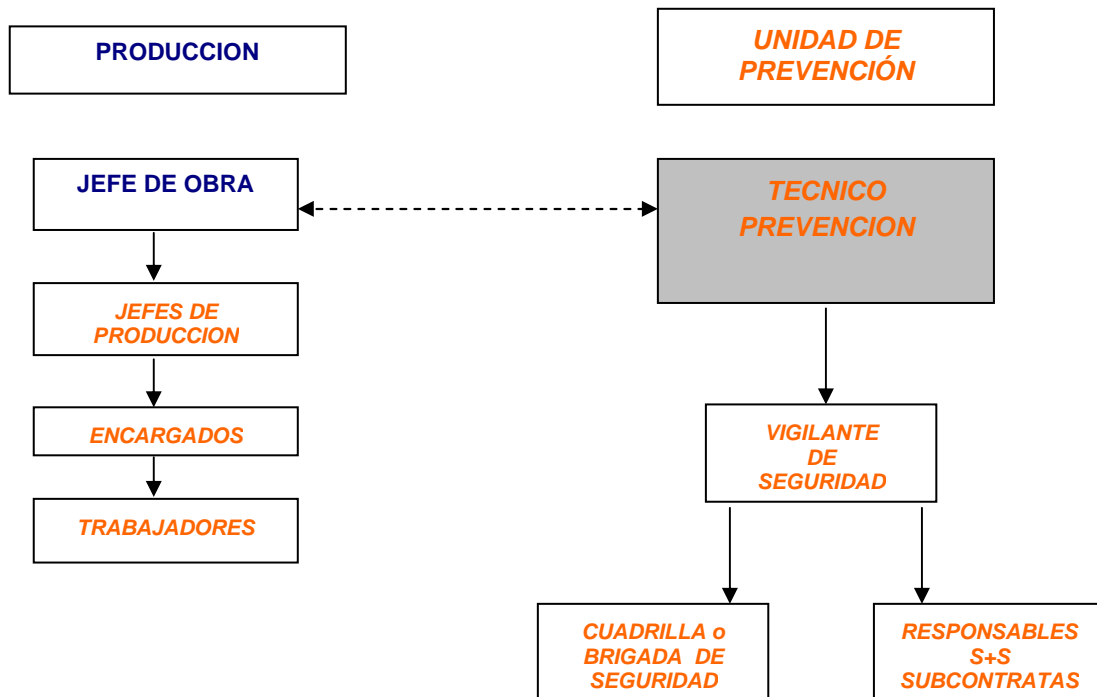 PRODUCCION
UNIDAD DE
PREVENCIÓN
JEFE DE OBRA
TECNICO
PREVENCION
JEFES DE
PRODUCCION
ENCARGADOS
TRABAJADORES
VIGILANTE
DE
SEGURIDAD
CUADRILLA o
BRIGADA DE
SEGURIDAD
RESPONSABLES
S+S
SUBCONTRATAS